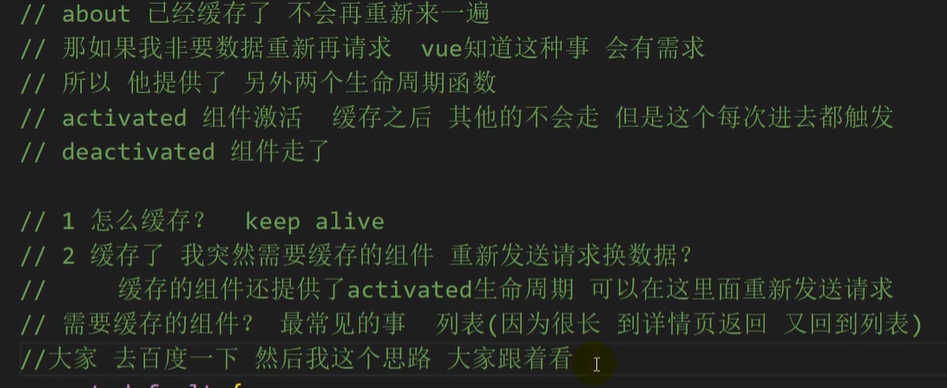 // about 已经缓存了 不会再重新来一遍
// 那如果我非要数据重新再请求 vue知道这种事 会有需求
// 所以 他提供了 另外两个生命周期函数
// activated 组件激活 缓存之后 其他的不会走 但是这个每次进去都触发
// deactivated 组件走了
// 1 怎么缓存? keep alive
// 2 缓存了 我突然需要缓存的组件 重新发送请求换数据?
// 缓存的组件还提供了activated生命周期 可以在这里面重新发送请求
// 需要缓存的组件? 最常见的事 列表(因为很长 到详情页返回 又回到列表)
//大家 去百度一下 然后我这个思路 大家跟着看